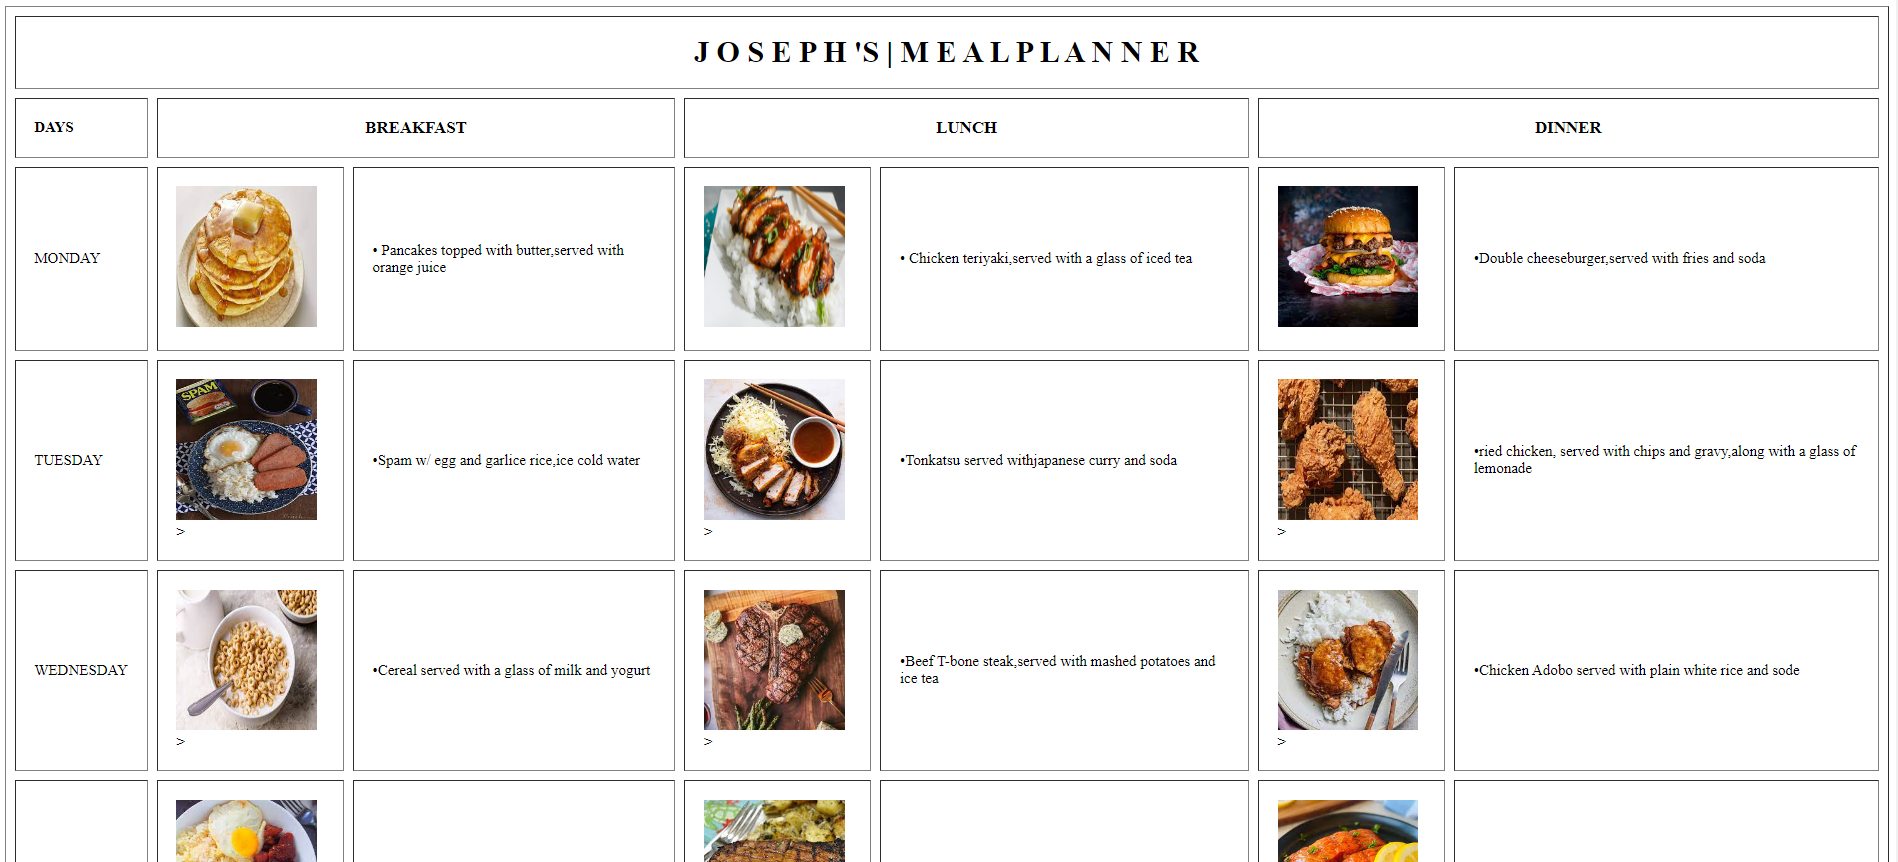 J O S E P H 'S | M E A L P L A N N E R
DAYS
BREAKFAST
LUNCH
DINNER
MONDAY
• Pancakes topped with butter,served with
orange juice
• Chicken teriyaki,served with a glass of iced tea
•Double cheeseburger,served with fries and soda
TUESDAY
SPAM
>
•Spam w/ egg and garlice rice,ice cold water
>
•Tonkatsu served withjapanese curry and soda
>
•ried chicken, served with chips and gravy,along with a glass of
lemonade
WEDNESDAY
>
•Cereal served with a glass of milk and yogurt
>
•Beef T-bone steak,served with mashed potatoes and
ice tea
>
•Chicken Adobo served with plain white rice and sode